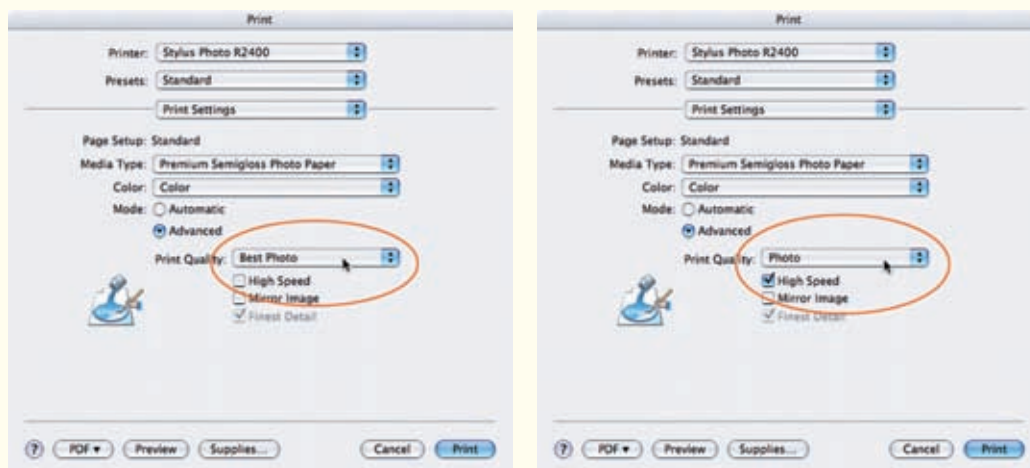 Print
Printer: Stylus Photo R2400
Presets: Standard
Print Settings
Page Setup: Standard
Media Type: Premium Semigloss Photo Paper
Color: Color
Mode: Automatic
Advanced
Print Quality: Best Photo
High Speed
Mirror Image
Finest Detail
? PDF Preview Supplies... Cancel Print
Print
Printer: Stylus Photo R2400
Presets: Standard
Print Settings
Page Setup: Standard
Media Type: Premium Semigloss Photo Paper
Color: Color
Mode: Automatic
Advanced
Print Quality: Photo
High Speed
Mirror Image
Finest Detail
? PDF Preview Supplies... Cancel Print